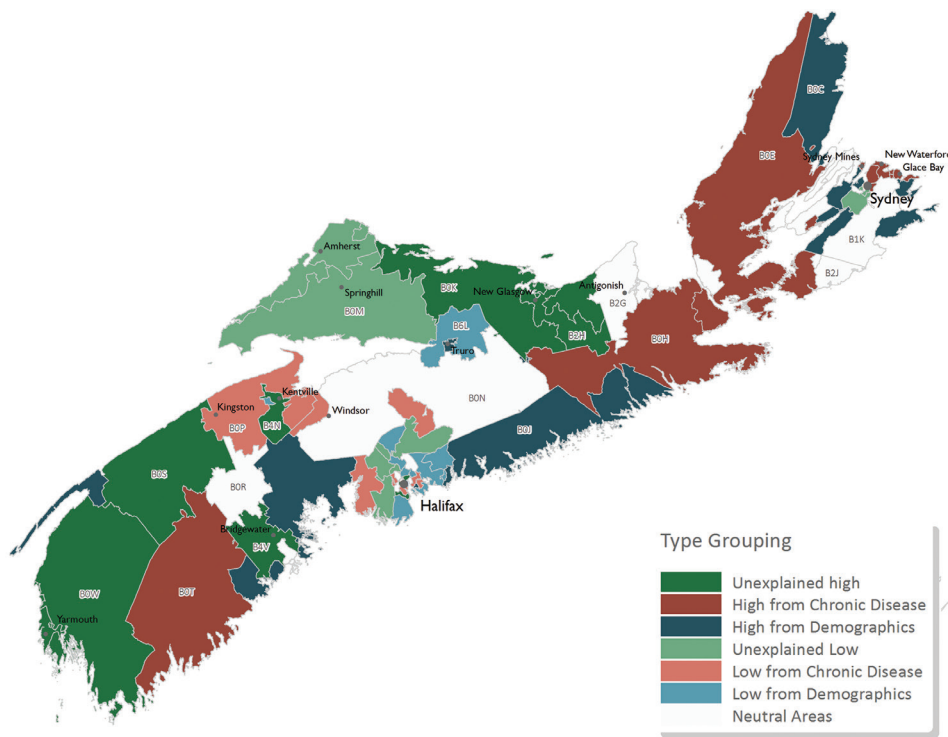 B0C
B0E
Sydney Mines
New Waterford
Glace Bay
Sydney
B1K
B2J
Amherst
Springhill
B0M
B0K
New Glasgow
Antigonish
B2G
B6L
Truro
B2H
B0H
Kentville
Kingston
B0P
B4N
Windsor
B0N
B0J
B0S
B0R
Halifax
Bridgewater
B4V
B0W
B0T
Yarmouth
Type Grouping
Unexplained high
High from Chronic Disease
High from Demographics
Unexplained Low
Low from Chronic Disease
Low from Demographics
Neutral Areas